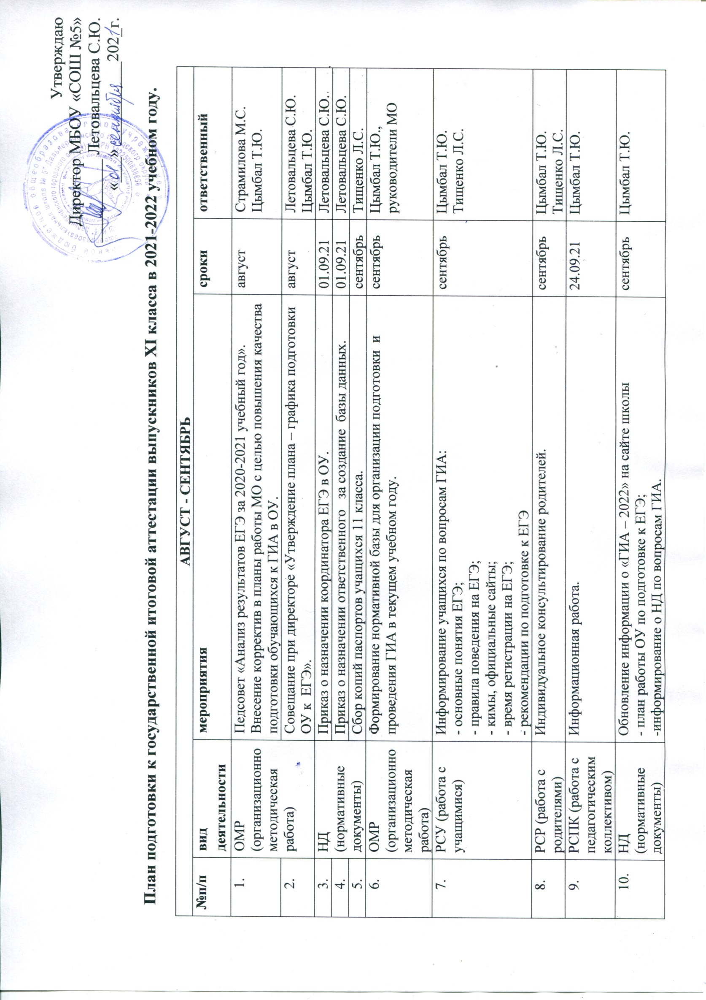 Утверждаю
Директор МБОУ «СОШ №5»
Летовальцева С.Ю.
«01» сентября 2021г.
План подготовки к государственной итоговой аттестации выпускников XI класса в 2021-2022 учебном году.
АВГУСТ - СЕНТЯБРЬ
№п/п
вид
деятельности
мероприятия
сроки
ответственный
1.
ОМР
(организационно
методическая
работа)
Педсовет «Анализ результатов ЕГЭ за 2020-2021 учебный год».
Внесение корректив в планы работы МО с целью повышения качества
подготовки обучающихся к ГИА в ОУ.
август
Страмилова М.С.
Цымбал Т.Ю.
2.
Совещание при директоре «Утверждение плана – графика подготовки
ОУ к ЕГЭ».
август
Летовальцева С.Ю.
Цымбал Т.Ю.
3.
НД
(нормативные
документы)
Приказ о назначении координатора ЕГЭ в ОУ.
01.09.21
Летовальцева С.Ю.
4.
Приказ о назначении ответственного за создание базы данных.
01.09.21
Летовальцева С.Ю.
5.
Сбор копий паспортов учащихся 11 класса.
сентябрь
Тищенко Л.С.
6.
ОМР
(организационно
методическая
работа)
Формирование нормативной базы для организации подготовки и
проведения ГИА в текущем учебном году.
сентябрь
Цымбал Т.Ю.,
руководители МО
7.
РСУ (работа с
учащимися)
Информирование учащихся по вопросам ГИА:
- основные понятия ЕГЭ;
- правила поведения на ЕГЭ;
- кимы, официальные сайты;
- время регистрации на ЕГЭ;
- рекомендации по подготовке к ЕГЭ
сентябрь
Цымбал Т.Ю.
Тищенко Л.С.
8.
РСР (работа с
родителями)
Индивидуальное консультирование родителей.
сентябрь
Цымбал Т.Ю.
Тищенко Л.С.
9.
РСПК (работа с
педагогическим
коллективом)
Информационная работа.
24.09.21
Цымбал Т.Ю.
10.
НД
(нормативные
документы)
Обновление информации о «ГИА – 2022» на сайте школы
- план работы ОУ по подготовке к ЕГЭ;
-информирование о НД по вопросам ГИА.
сентябрь
Цымбал Т.Ю.